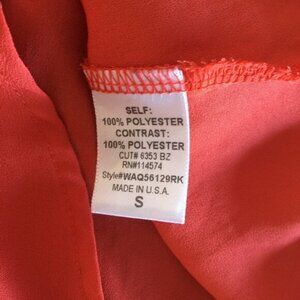 SELF:
100% POLYESTER
CONTRAST:
100% POLYESTER
CUT# 6353 BZ
RN#114574
Style#WAQ56129RK
MADE IN U.S.A.
S